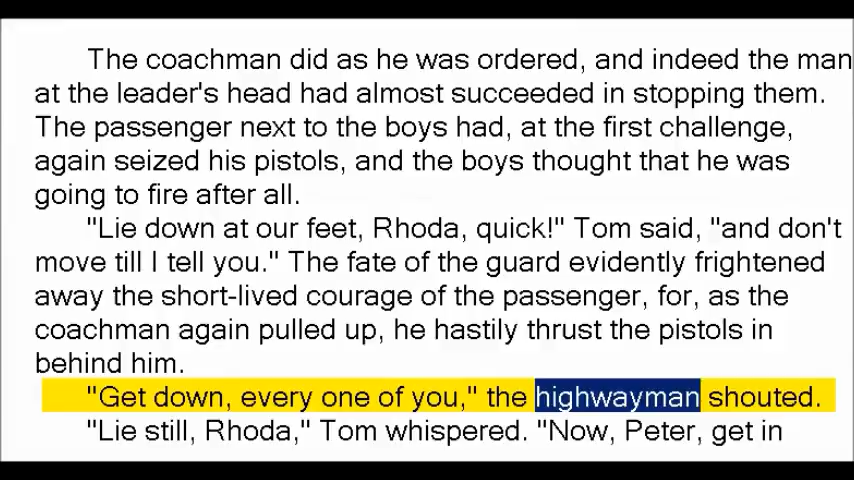 The coachman did as he was ordered, and indeed the man
at the leader's head had almost succeeded in stopping them.
The passenger next to the boys had, at the first challenge,
again seized his pistols, and the boys thought that he was
going to fire after all.
"Lie down at our feet, Rhoda, quick!" Tom said, "and don't
move till I tell you." The fate of the guard evidently frightened
away the short-lived courage of the passenger, for, as the
coachman again pulled up, he hastily thrust the pistols in
behind him.
"Get down, every one of you," the highwayman shouted.
"Lie still, Rhoda," Tom whispered. "Now, Peter, get in